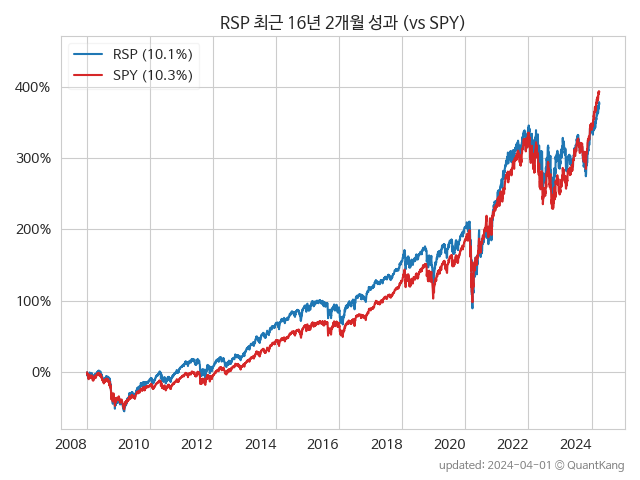 RSP 최근 16년 2개월 성과 (vs SPY)
RSP (10.1%)
SPY (10.3%)
400%
300%
200%
100%
0%
2008 2010 2012 2014 2016 2018 2020 2022 2024
updated: 2024-04-01 © QuantKang